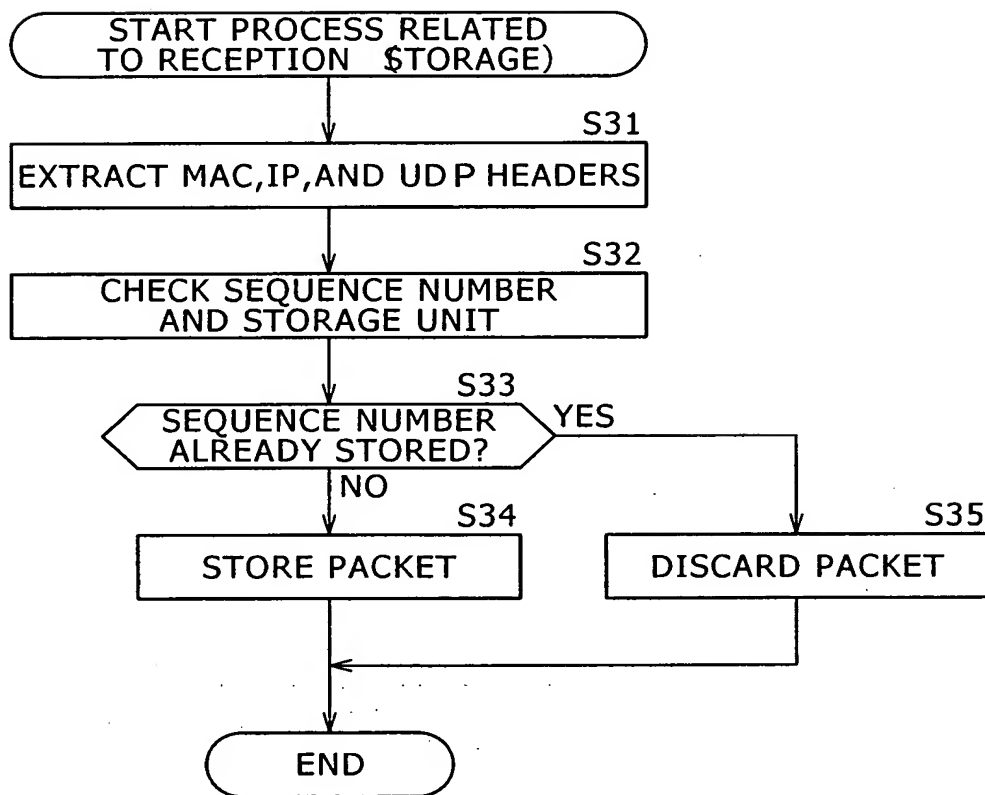 START PROCESS RELATED
TO RECEPTION $TORAGE)
S31
EXTRACT MAC,IP,AND UDP HEADERS
S32
CHECK SEQUENCE NUMBER
AND STORAGE UNIT
S33
SEQUENCE NUMBER
ALREADY STORED?
YES
NO
S34
STORE PACKET
S35
DISCARD PACKET
END